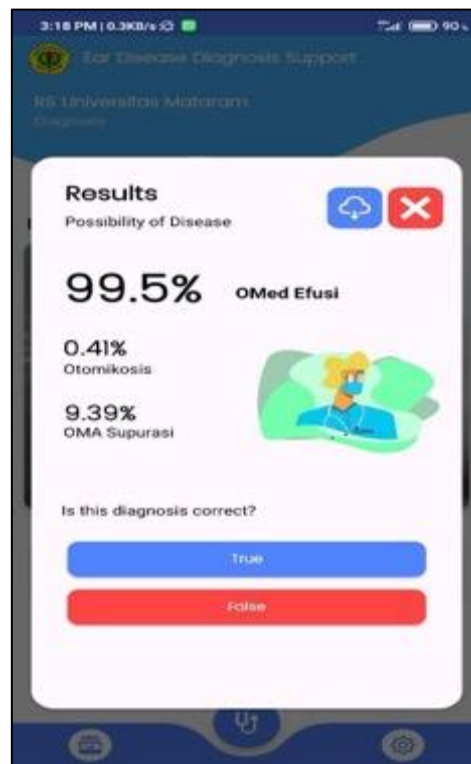 3:18 PM | 0.3KB/s
90
Ear Disease Diagnosis Support
RS Universitas Mataram
Diagnosis
Results
Possibility of Disease
99.5% OMed Efusi
0.41%
Otomikosis
9.39%
OMA Supurasi
Is this diagnosis correct?
True
False